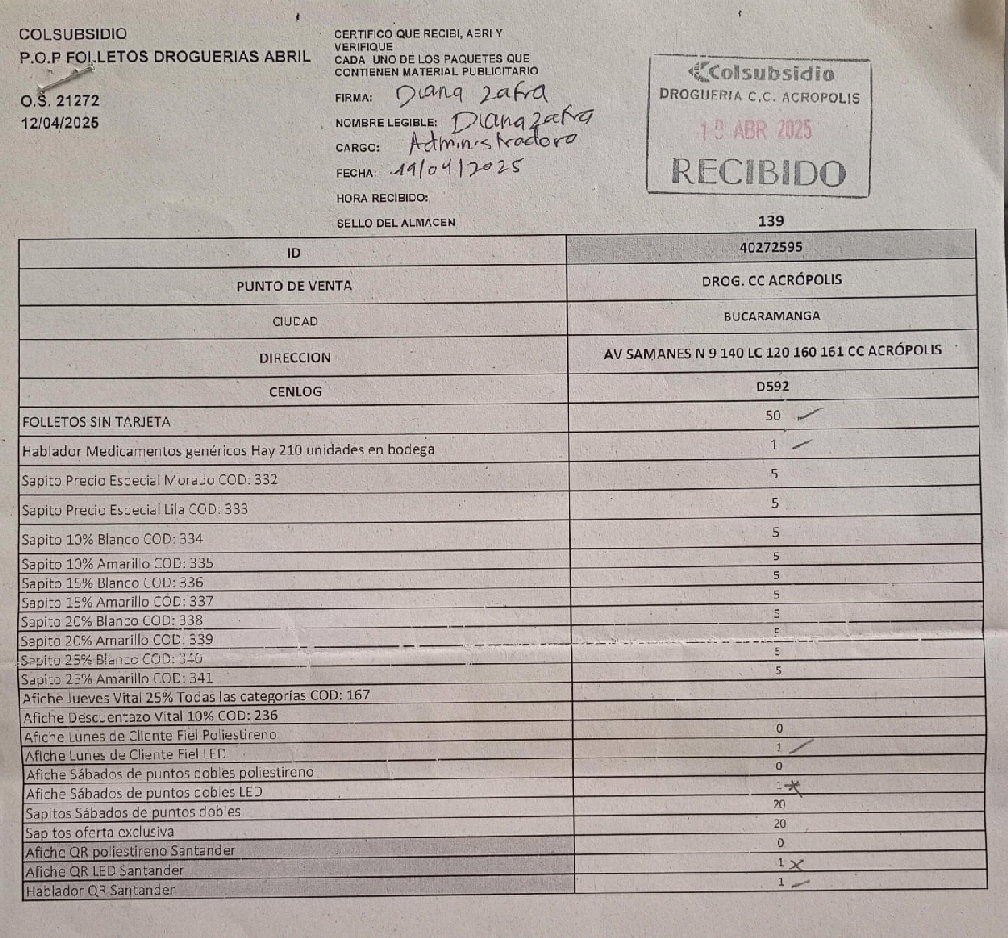 COLSUBSIDIO
P.O.P FOLLETOS DROGUERIAS ABRIL
O.S. 21272
12/04/2025
CERTIFICO QUE RECIBI, ABRI Y
VERIFIQUE
CADA UNO DE LOS PAQUETES QUE
CONTIENEN MATERIAL PUBLICITARIO
FIRMA: Diana Zafra
NOMBRE LEGIBLE: Diana Zafra
CARGO: Administradora
FECHA: 19/04/2025
HORA RECIBIDO:
SELLO DEL ALMACEN
Colsubsidio
DROGUERIA C.C. ACROPOLIS
19 ABR 2025
RECIBIDO
139
ID 40272595
PUNTO DE VENTA DROG. CC ACRÓPOLIS
CIUDAD BUCARAMANGA
DIRECCION AV SAMANES N 9 140 LC 120 160 161 CC ACRÓPOLIS
CENLOG D592
FOLLETOS SIN TARJETA 50
Hablador Medicamentos genéricos Hay 210 unidades en bodega 1
Sapito Precio Especial Morado COD: 332 5
Sapito Precio Especial Lila COD: 333 5
Sapito 10% Blanco COD: 334 5
Sapito 10% Amarillo COD: 335 5
Sapito 15% Blanco COD: 336 5
Sapito 15% Amarillo COD: 337 5
Sapito 20% Blanco COD: 338 5
Sapito 20% Amarillo COD: 339 5
Sapito 25% Blanco COD: 340 5
Sapito 25% Amarillo COD: 341 5
Afiche Jueves Vital 25% Todas las categorías COD: 167
Afiche Descuentazo Vital 10% COD: 236
Afiche Lunes de Cliente Fiel Poliestireno 0
Afiche Lunes de Cliente Fiel LED 1
Afiche Sábados de puntos dobles poliestireno 0
Afiche Sábados de puntos dobles LED
Sapitos Sábados de puntos dobles 20
Sapitos oferta exclusiva 20
Afiche QR poliestireno Santander 0
Afiche QR LED Santander 1 x
Hablador QR Santander 1